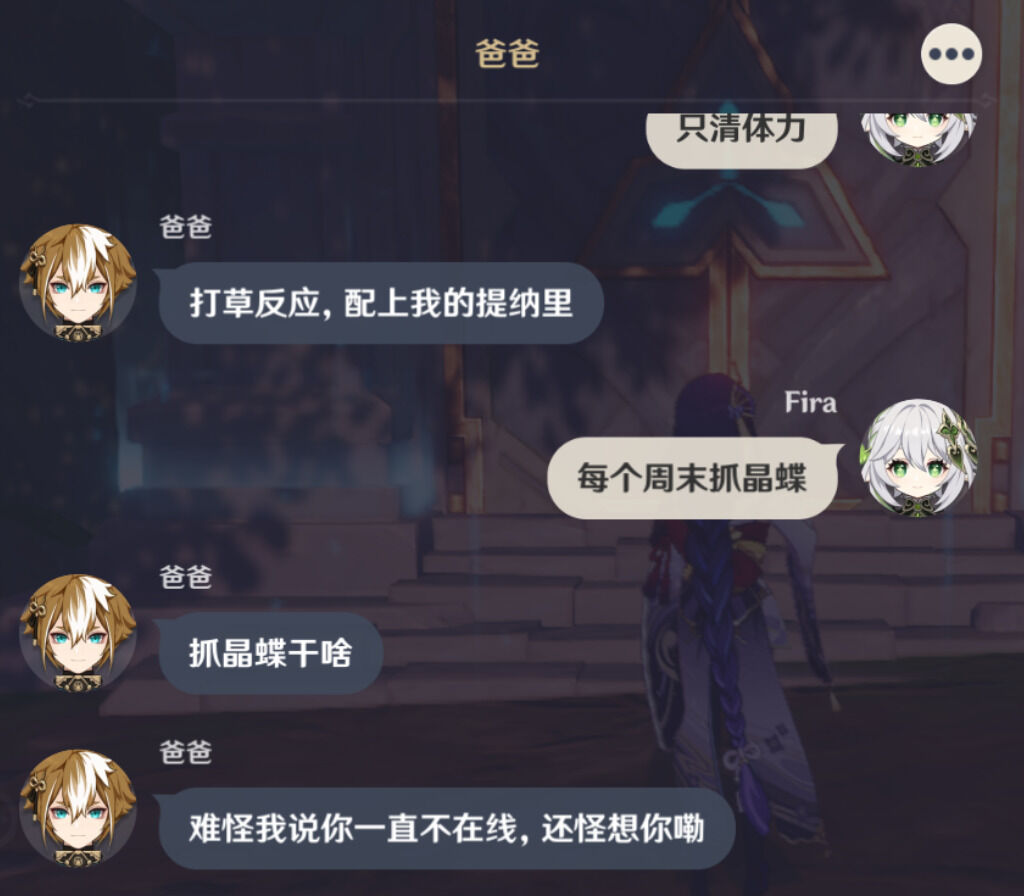 爸爸
只清体力
爸爸
打草反应，配上我的提纳里
Fira
每个周末抓晶蝶
爸爸
抓晶蝶干啥
爸爸
难怪我说你一直不在线，还怪想你嘞